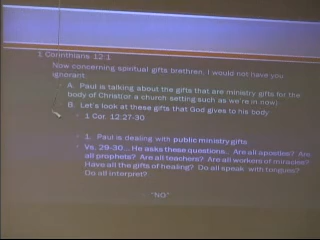 1 Corinthians 12:1
Now concerning spiritual gifts brethren, I would not have you
ignorant.
A. Paul is talking about the gifts that are ministry gifts for the
body of Christ(or a church setting such as we're in now)
B. Let's look at these gifts that God gives to his body
1 Cor. 12:27-30
1. Paul is dealing with public ministry gifts
Vs. 29-30... He asks these questions... Are all apostles? Are
all prophets? Are all teachers? Are all workers of miracles?
Have all the gifts of healing? Do all speak with tongues?
Do all interpret?
"NO"